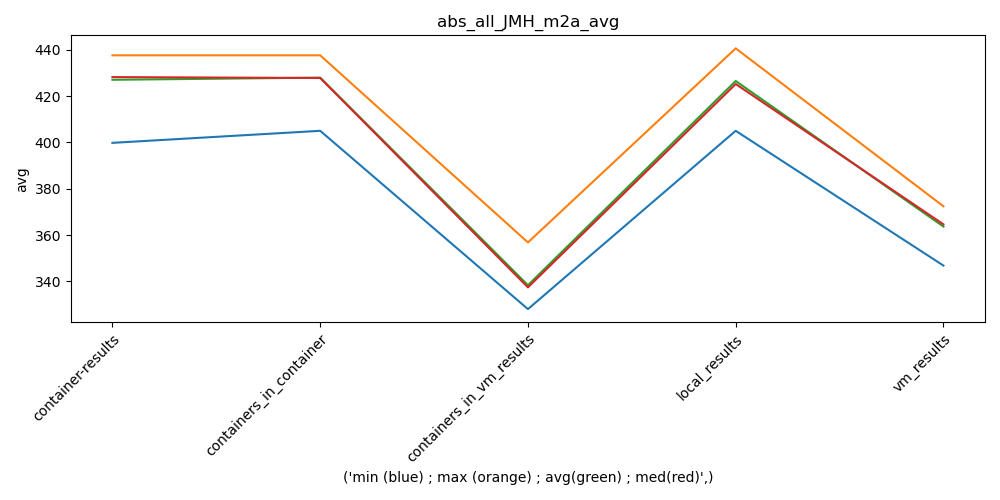 abs_all_JMH_m2a_avg
440
420
400
380
360
340
avg
container-results
containers_in_container
containers_in_vm_results
local_results
vm_results
('min (blue) ; max (orange) ; avg(green) ; med(red)',)